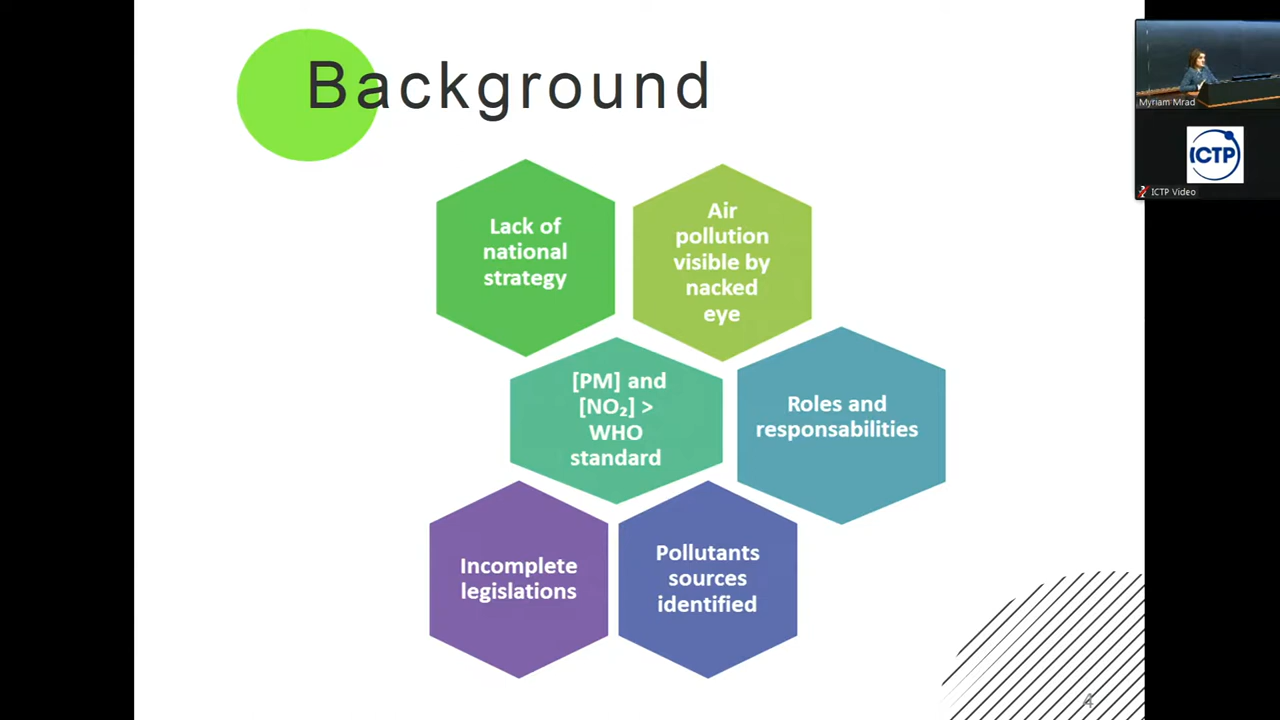 Background
Lack of
national
strategy
Air
pollution
visible by
nacked
eye
[PM] and
[NO₂] >
WHO
standard
Roles and
responsabilities
Incomplete
legislations
Pollutants
sources
identified
4
Myriam Mrad
ICTP
ICTP Video